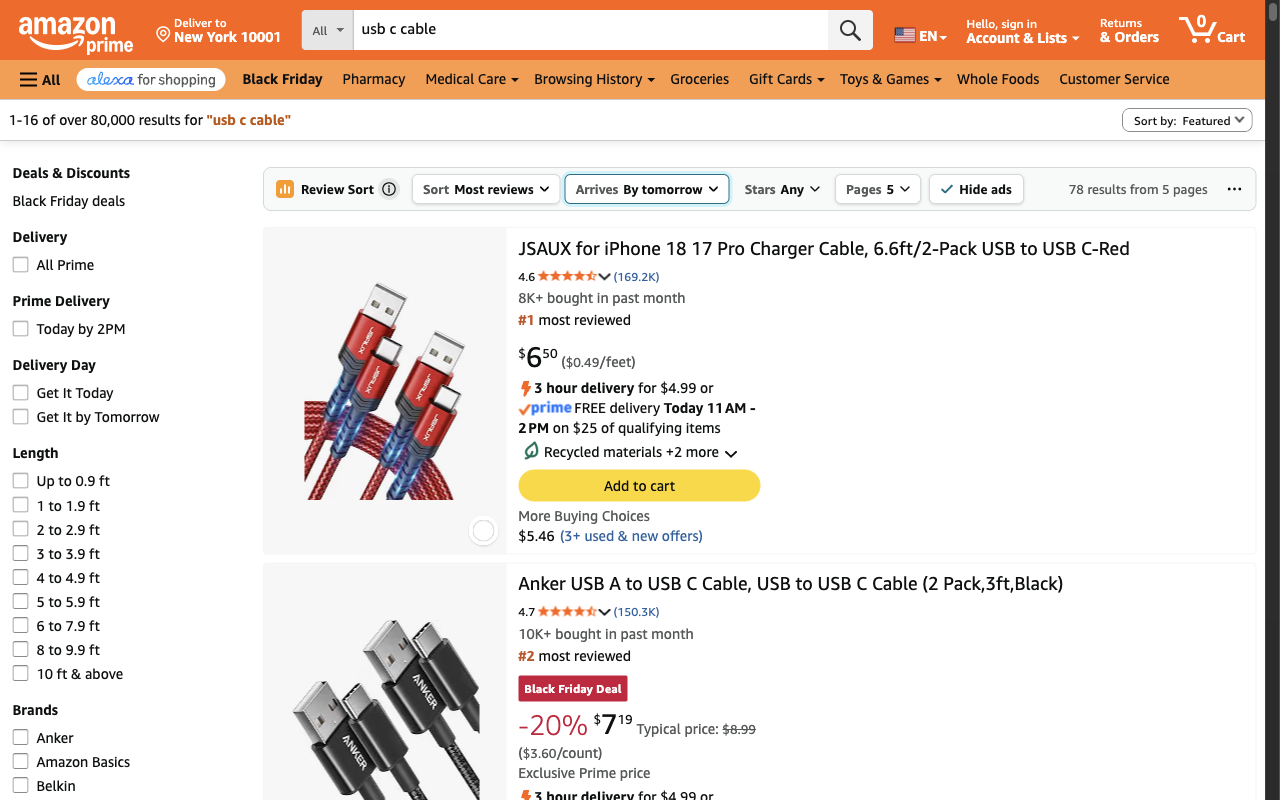 amazon
prime
Deliver to
New York 10001
All
usb c cable
EN
Hello, sign in
Account & Lists
Returns
& Orders
0
Cart
All
alexa for shopping
Black Friday
Pharmacy
Medical Care
Browsing History
Groceries
Gift Cards
Toys & Games
Whole Foods
Customer Service
1-16 of over 80,000 results for "usb c cable"
Sort by: Featured
Deals & Discounts
Black Friday deals
Delivery
All Prime
Prime Delivery
Today by 2PM
Delivery Day
Get It Today
Get It by Tomorrow
Length
Up to 0.9 ft
1 to 1.9 ft
2 to 2.9 ft
3 to 3.9 ft
4 to 4.9 ft
5 to 5.9 ft
6 to 7.9 ft
8 to 9.9 ft
10 ft & above
Brands
Anker
Amazon Basics
Belkin
Review Sort
Sort Most reviews
Arrives By tomorrow
Stars Any
Pages 5
Hide ads
78 results from 5 pages
JSAUX
JSAUX
JSAUX
JSAUX
JSAUX for iPhone 18 17 Pro Charger Cable, 6.6ft/2-Pack USB to USB C-Red
4.6 (169.2K)
8K+ bought in past month
#1 most reviewed
$650 ($0.49/feet)
3 hour delivery for $4.99 or
prime FREE delivery Today 11 AM -
2 PM on $25 of qualifying items
Recycled materials +2 more
Add to cart
More Buying Choices
$5.46 (3+ used & new offers)
ANKER
ANKER
Anker USB A to USB C Cable, USB to USB C Cable (2 Pack,3ft,Black)
4.7 (150.3K)
10K+ bought in past month
#2 most reviewed
Black Friday Deal
-20% $719 Typical price: $8.99
($3.60/count)
Exclusive Prime price
3 hour delivery for $4.99 or